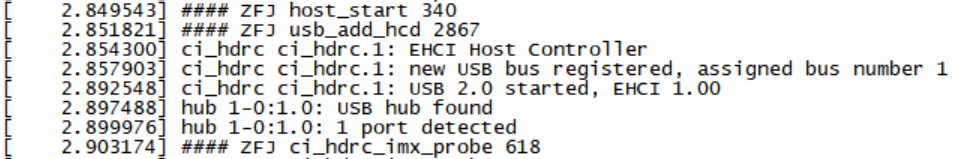 [    2.849543] #### ZFJ host_start 340
[    2.851821] #### ZFJ usb_add_hcd 2867
[    2.854300] ci_hdrc ci_hdrc.1: EHCI Host Controller
[    2.857903] ci_hdrc ci_hdrc.1: new USB bus registered, assigned bus number 1
[    2.892548] ci_hdrc ci_hdrc.1: USB 2.0 started, EHCI 1.00
[    2.897488] hub 1-0:1.0: USB hub found
[    2.899976] hub 1-0:1.0: 1 port detected
[    2.903174] #### ZFJ ci_hdrc_imx_probe 618